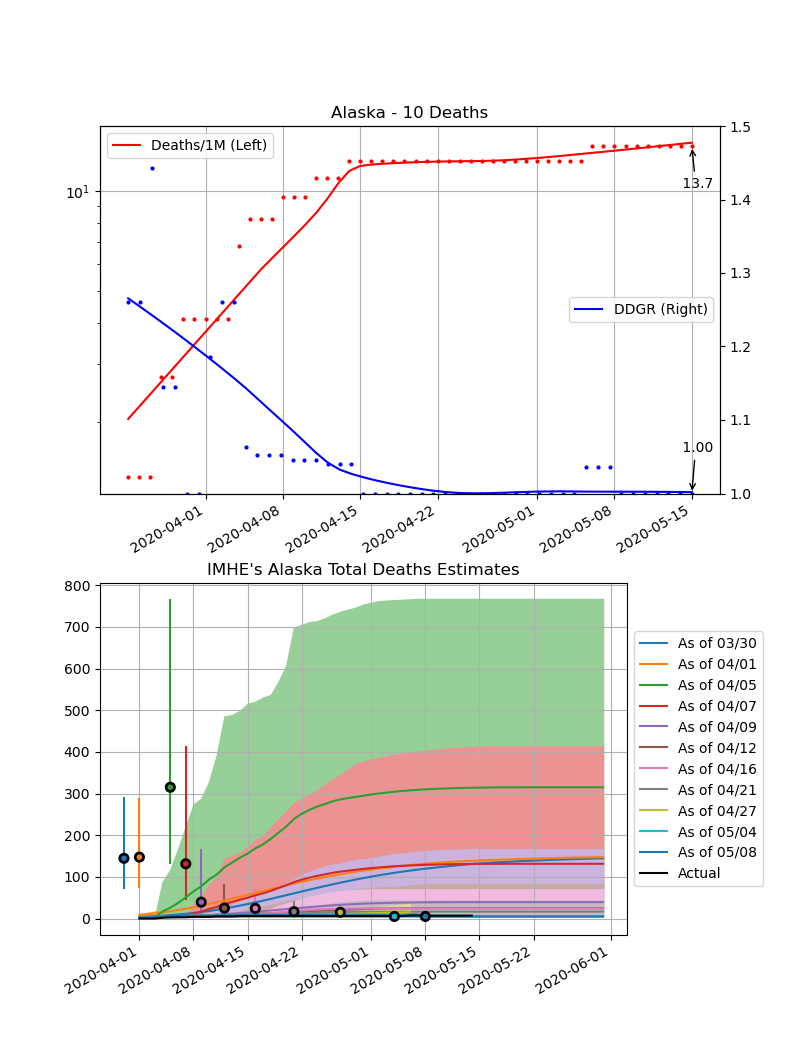 Alaska - 10 Deaths
Deaths/1M (Left)
DDGR (Right)
10^1
1.5
1.4
1.3
1.2
1.1
1.0
13.7
1.00
2020-04-01
2020-04-08
2020-04-15
2020-04-22
2020-05-01
2020-05-08
2020-05-15
IMHE's Alaska Total Deaths Estimates
800
700
600
500
400
300
200
100
0
2020-04-01
2020-04-08
2020-04-15
2020-04-22
2020-05-01
2020-05-08
2020-05-15
2020-05-22
2020-06-01
As of 03/30
As of 04/01
As of 04/05
As of 04/07
As of 04/09
As of 04/12
As of 04/16
As of 04/21
As of 04/27
As of 05/04
As of 05/08
Actual